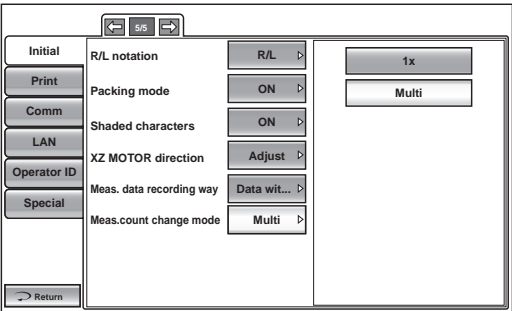 5/5
Initial
Print
Comm
LAN
Operator ID
Special
Return
R/L notation R/L
Packing mode ON
Shaded characters ON
XZ MOTOR direction Adjust
Meas. data recording way Data wit...
Meas.count change mode Multi
1x
Multi